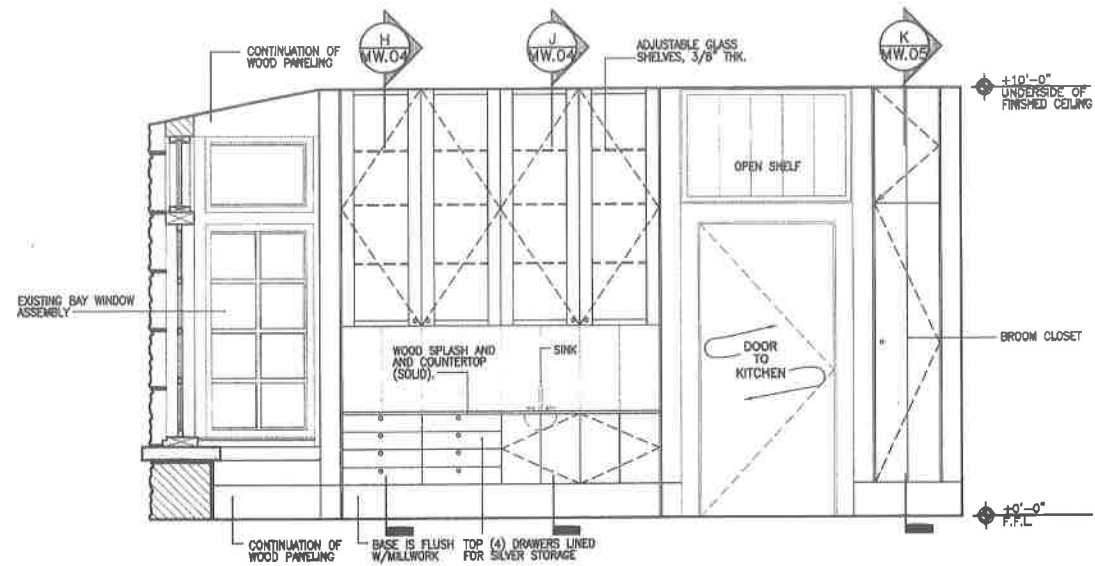 H
MW.04
J
MW.04
K
MW.05
CONTINUATION OF
WOOD PANELING
ADJUSTABLE GLASS
SHELVES, 3/8" THK.
+10'-0"
UNDERSIDE OF
FINISHED CEILING
OPEN SHELF
EXISTING BAY WINDOW
ASSEMBLY
WOOD SPLASH AND
AND COUNTERTOP
(SOLID).
SINK
DOOR
TO
KITCHEN
BROOM CLOSET
+0'-0"
F.F.L.
CONTINUATION OF
WOOD PANELING
BASE IS FLUSH
W/MILLWORK
TOP (4) DRAWERS LINED
FOR SILVER STORAGE